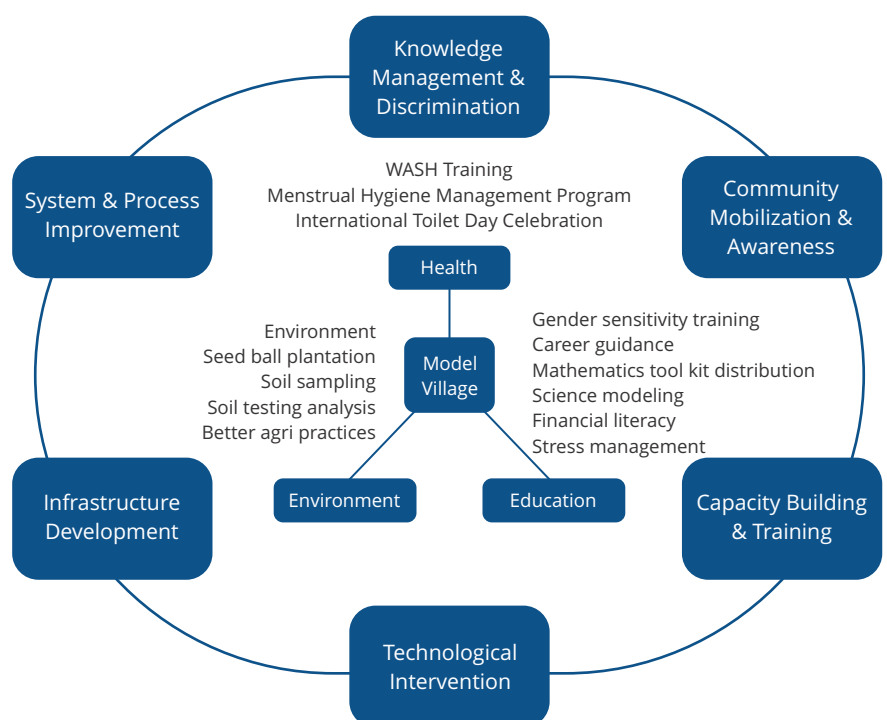 Knowledge
Management &
Discrimination
System & Process
Improvement
Community
Mobilization &
Awareness
WASH Training
Menstrual Hygiene Management Program
International Toilet Day Celebration
Health
Environment
Seed ball plantation
Soil sampling
Soil testing analysis
Better agri practices
Model
Village
Gender sensitivity training
Career guidance
Mathematics tool kit distribution
Science modeling
Financial literacy
Stress management
Environment
Education
Infrastructure
Development
Capacity Building
& Training
Technological
Intervention